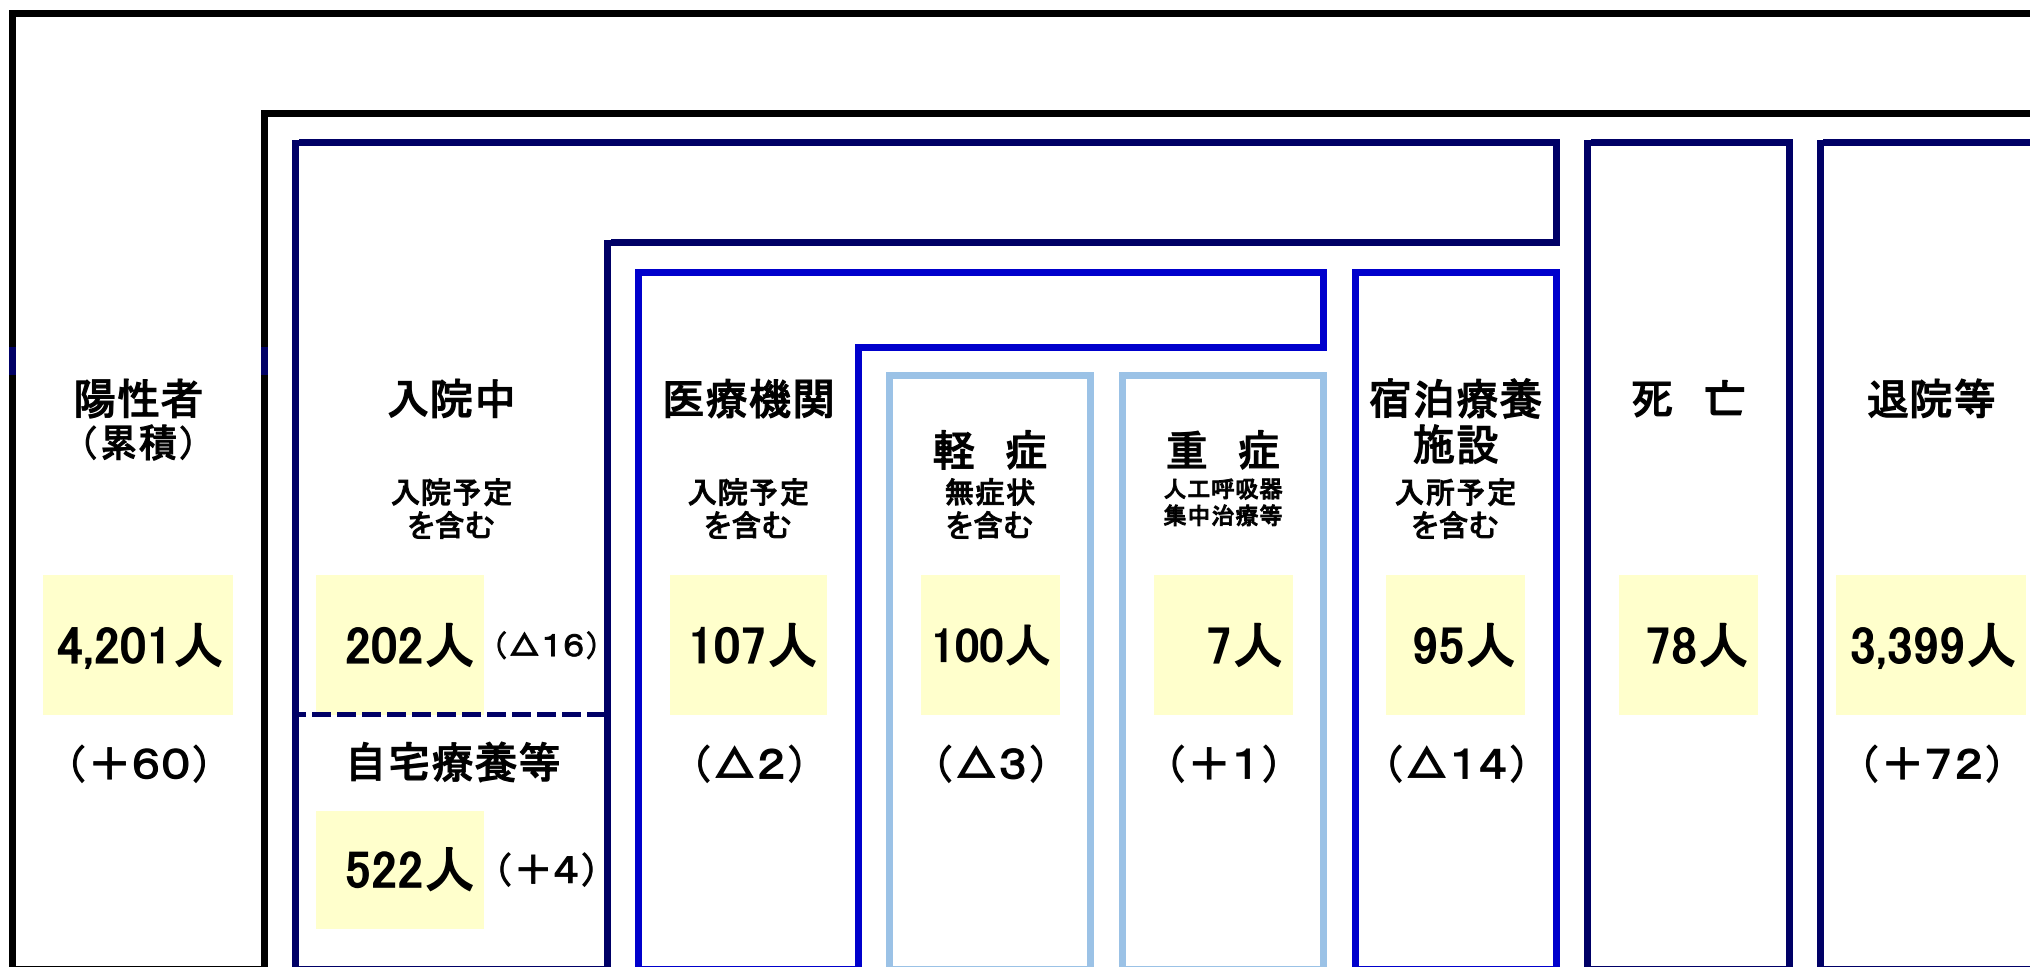 陽性者
（累積）
4,201人
（＋60）
入院中
入院予定
を含む
202人 （△16）
自宅療養等
522人 （＋4）
医療機関
入院予定
を含む
107人
（△2）
軽　症
無症状
を含む
100人
（△3）
重　症
人工呼吸器
集中治療等
7人
（＋1）
宿泊療養
施設
入所予定
を含む
95人
（△14）
死　亡
78人
退院等
3,399人
（＋72）